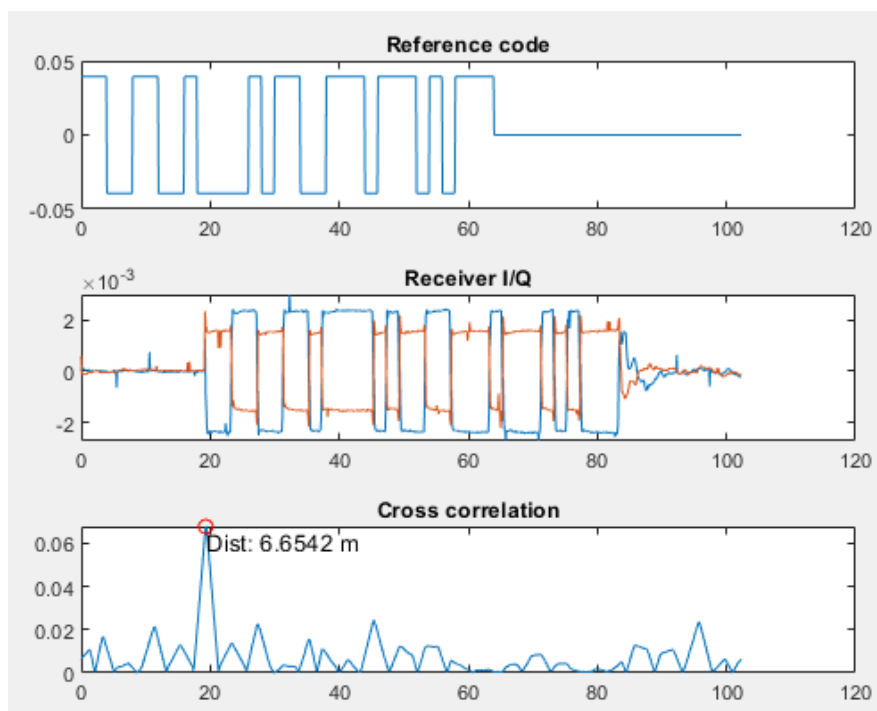 Reference code
0.05
0
-0.05
0 20 40 60 80 100 120
×10⁻³
Receiver I/Q
2
0
-2
0 20 40 60 80 100 120
Cross correlation
0.06
Dist: 6.6542 m
0.04
0.02
0
0 20 40 60 80 100 120